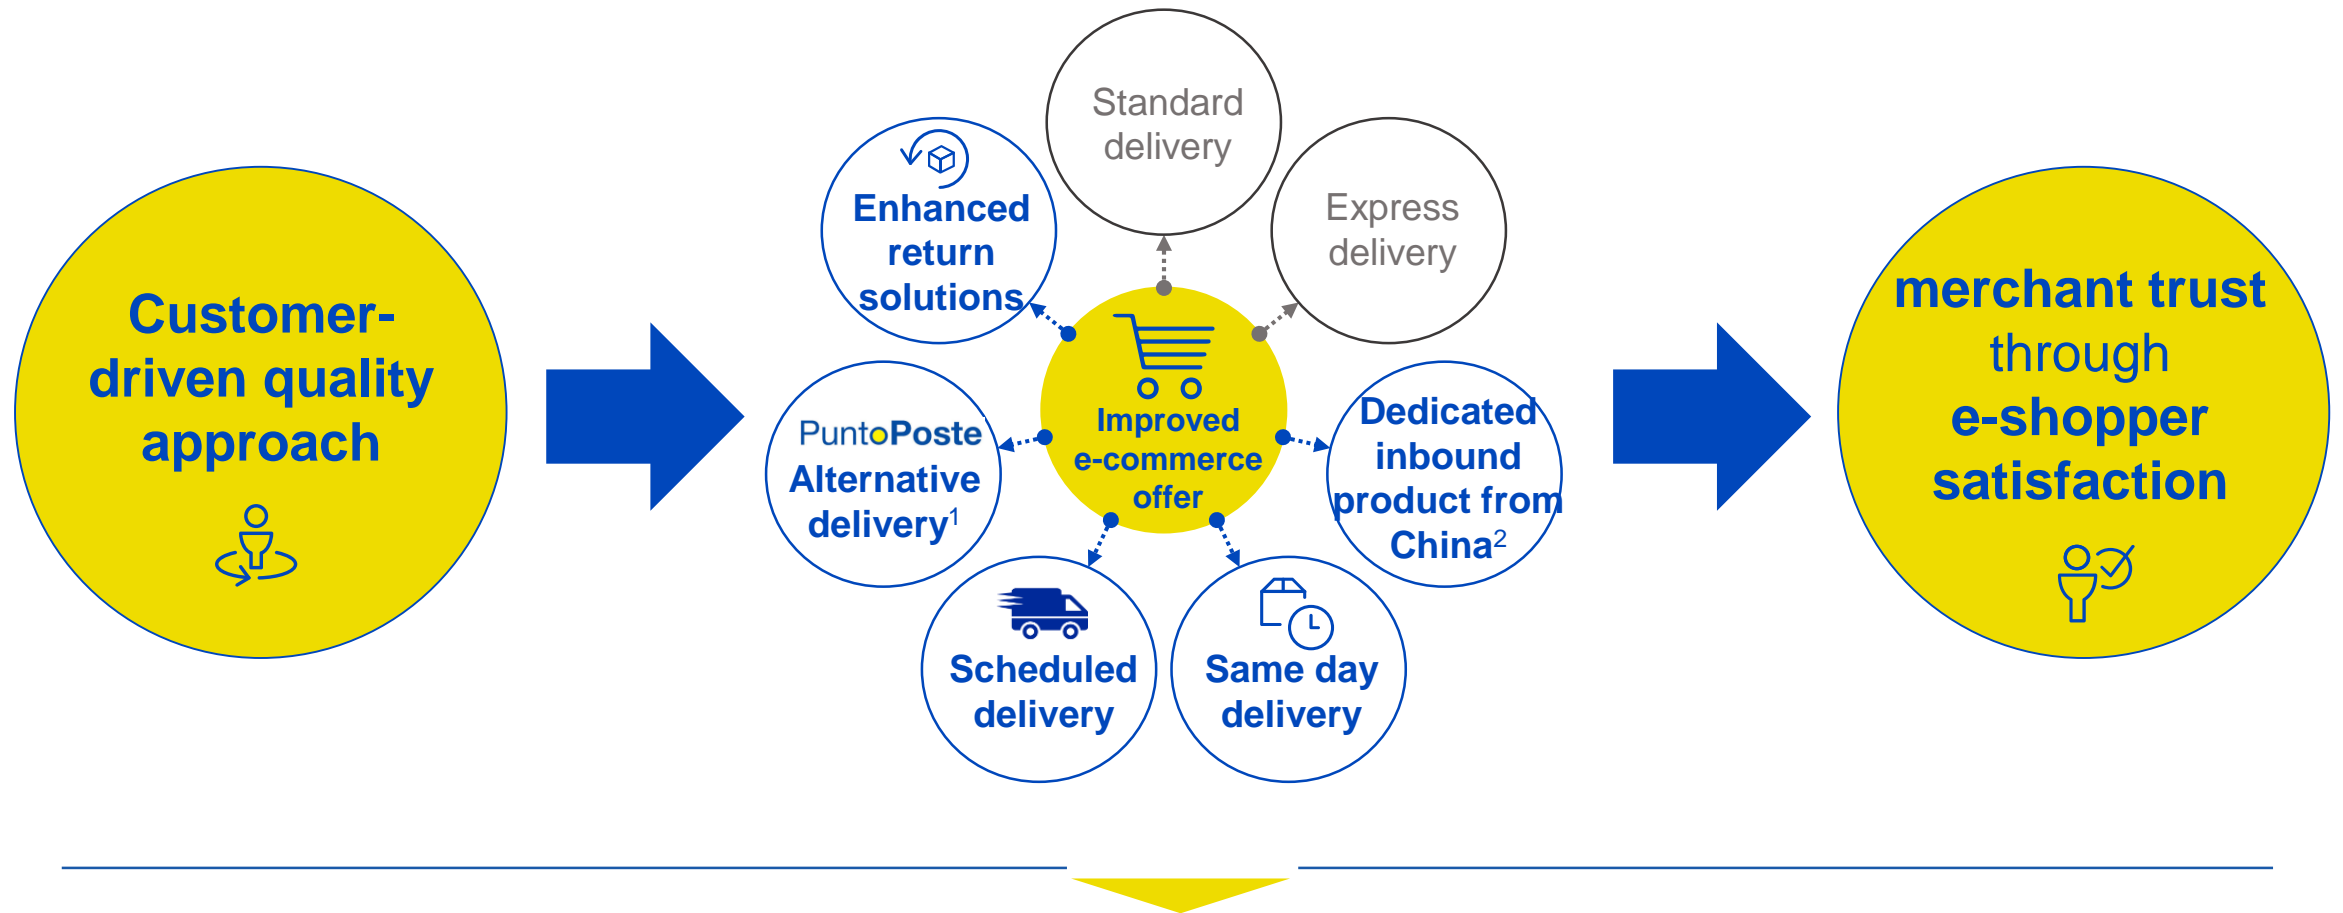 Customer-
driven quality
approach
Standard
delivery
Express
delivery
Enhanced
return
solutions
PuntoPoste
Alternative
delivery1
Improved
e-commerce
offer
Dedicated
inbound
product from
China2
Scheduled
delivery
Same day
delivery
merchant trust
through
e-shopper
satisfaction